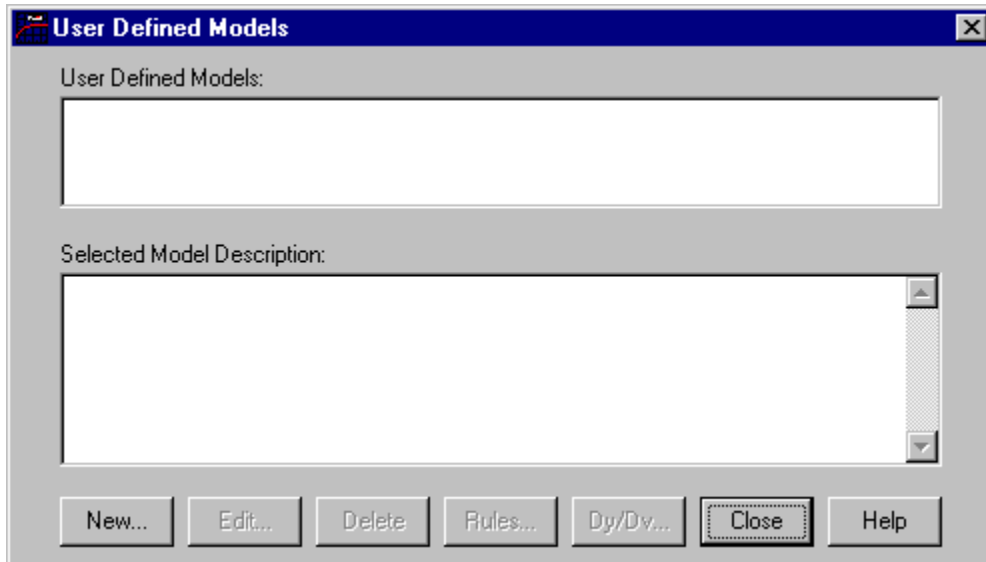 User Defined Models
User Defined Models:
Selected Model Description:
New... Edit... Delete Rules... Dy/Dv... Close Help